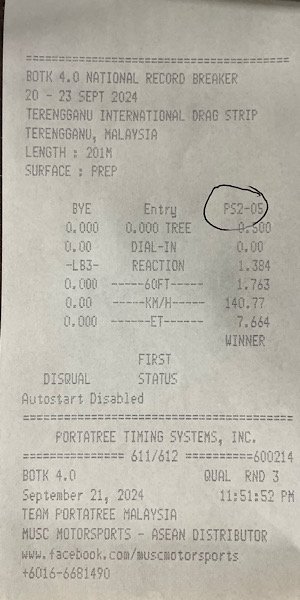 ==========================================
BOTK 4.0 NATIONAL RECORD BREAKER
20 - 23 SEPT 2024
TERENGGANU INTERNATIONAL DRAG STRIP
TERENGGANU, MALAYSIA
LENGTH : 201M
SURFACE : PREP
BYE Entry PS2-05
0.000 0.000 TREE 0.500
0.00 DIAL-IN 0.00
-LB3- REACTION 1.384
0.000 -----60FT----- 1.763
0.00 -----KM/H----- 140.77
0.000 ------ET------ 7.664
WINNER
FIRST
DISQUAL STATUS
Autostart Disabled
==========================================
PORTATREE TIMING SYSTEMS, INC.
=============== 611/612 ==========600214
BOTK 4.0 QUAL RND 3
September 21, 2024 11:51:52 PM
TEAM PORTATREE MALAYSIA
MUSC MOTORSPORTS - ASEAN DISTRIBUTOR
www.facebook.com/muscmotorsports
+6016-6681490